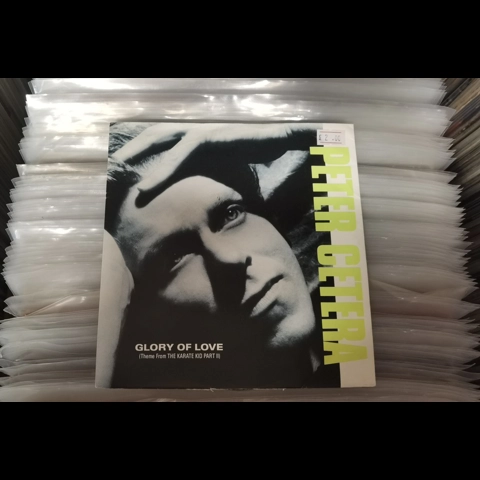 PETER CETERA
GLORY OF LOVE
(Theme from THE KARATE KID PART II)